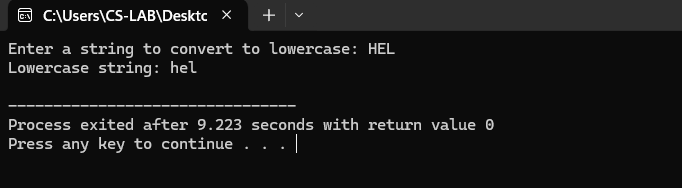 C:\Users\CS-LAB\Desktc
Enter a string to convert to lowercase: HEL
Lowercase string: hel
--------------------------------
Process exited after 9.223 seconds with return value 0
Press any key to continue . . .